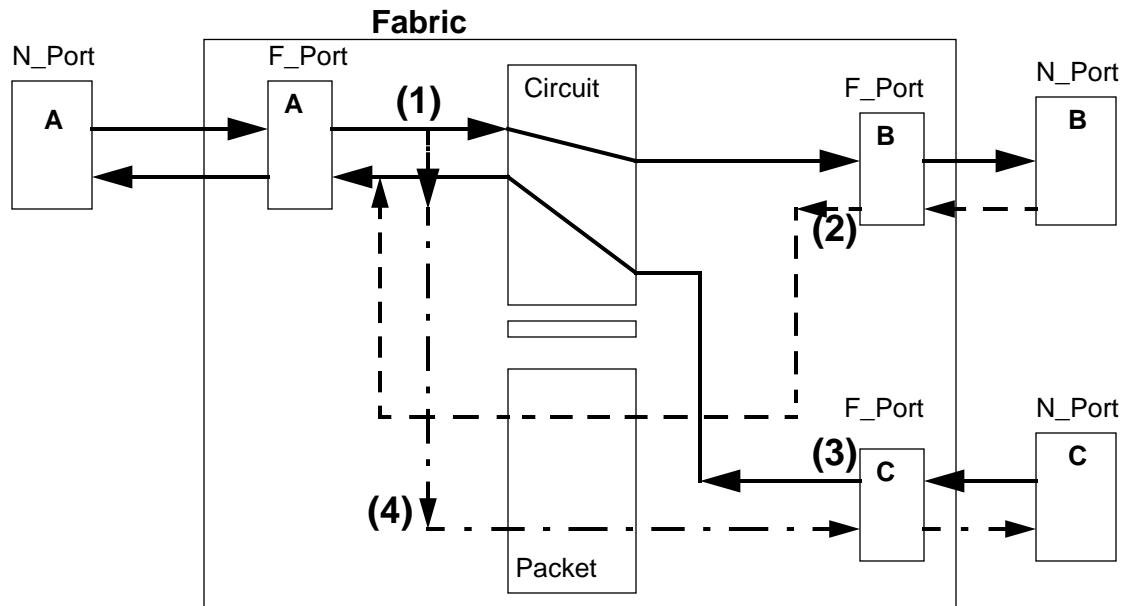 Fabric
N_Port
F_Port
N_Port
F_Port
A
A
(1)
Circuit
B
B
(2)
F_Port
N_Port
(3)
C
C
(4)
Packet